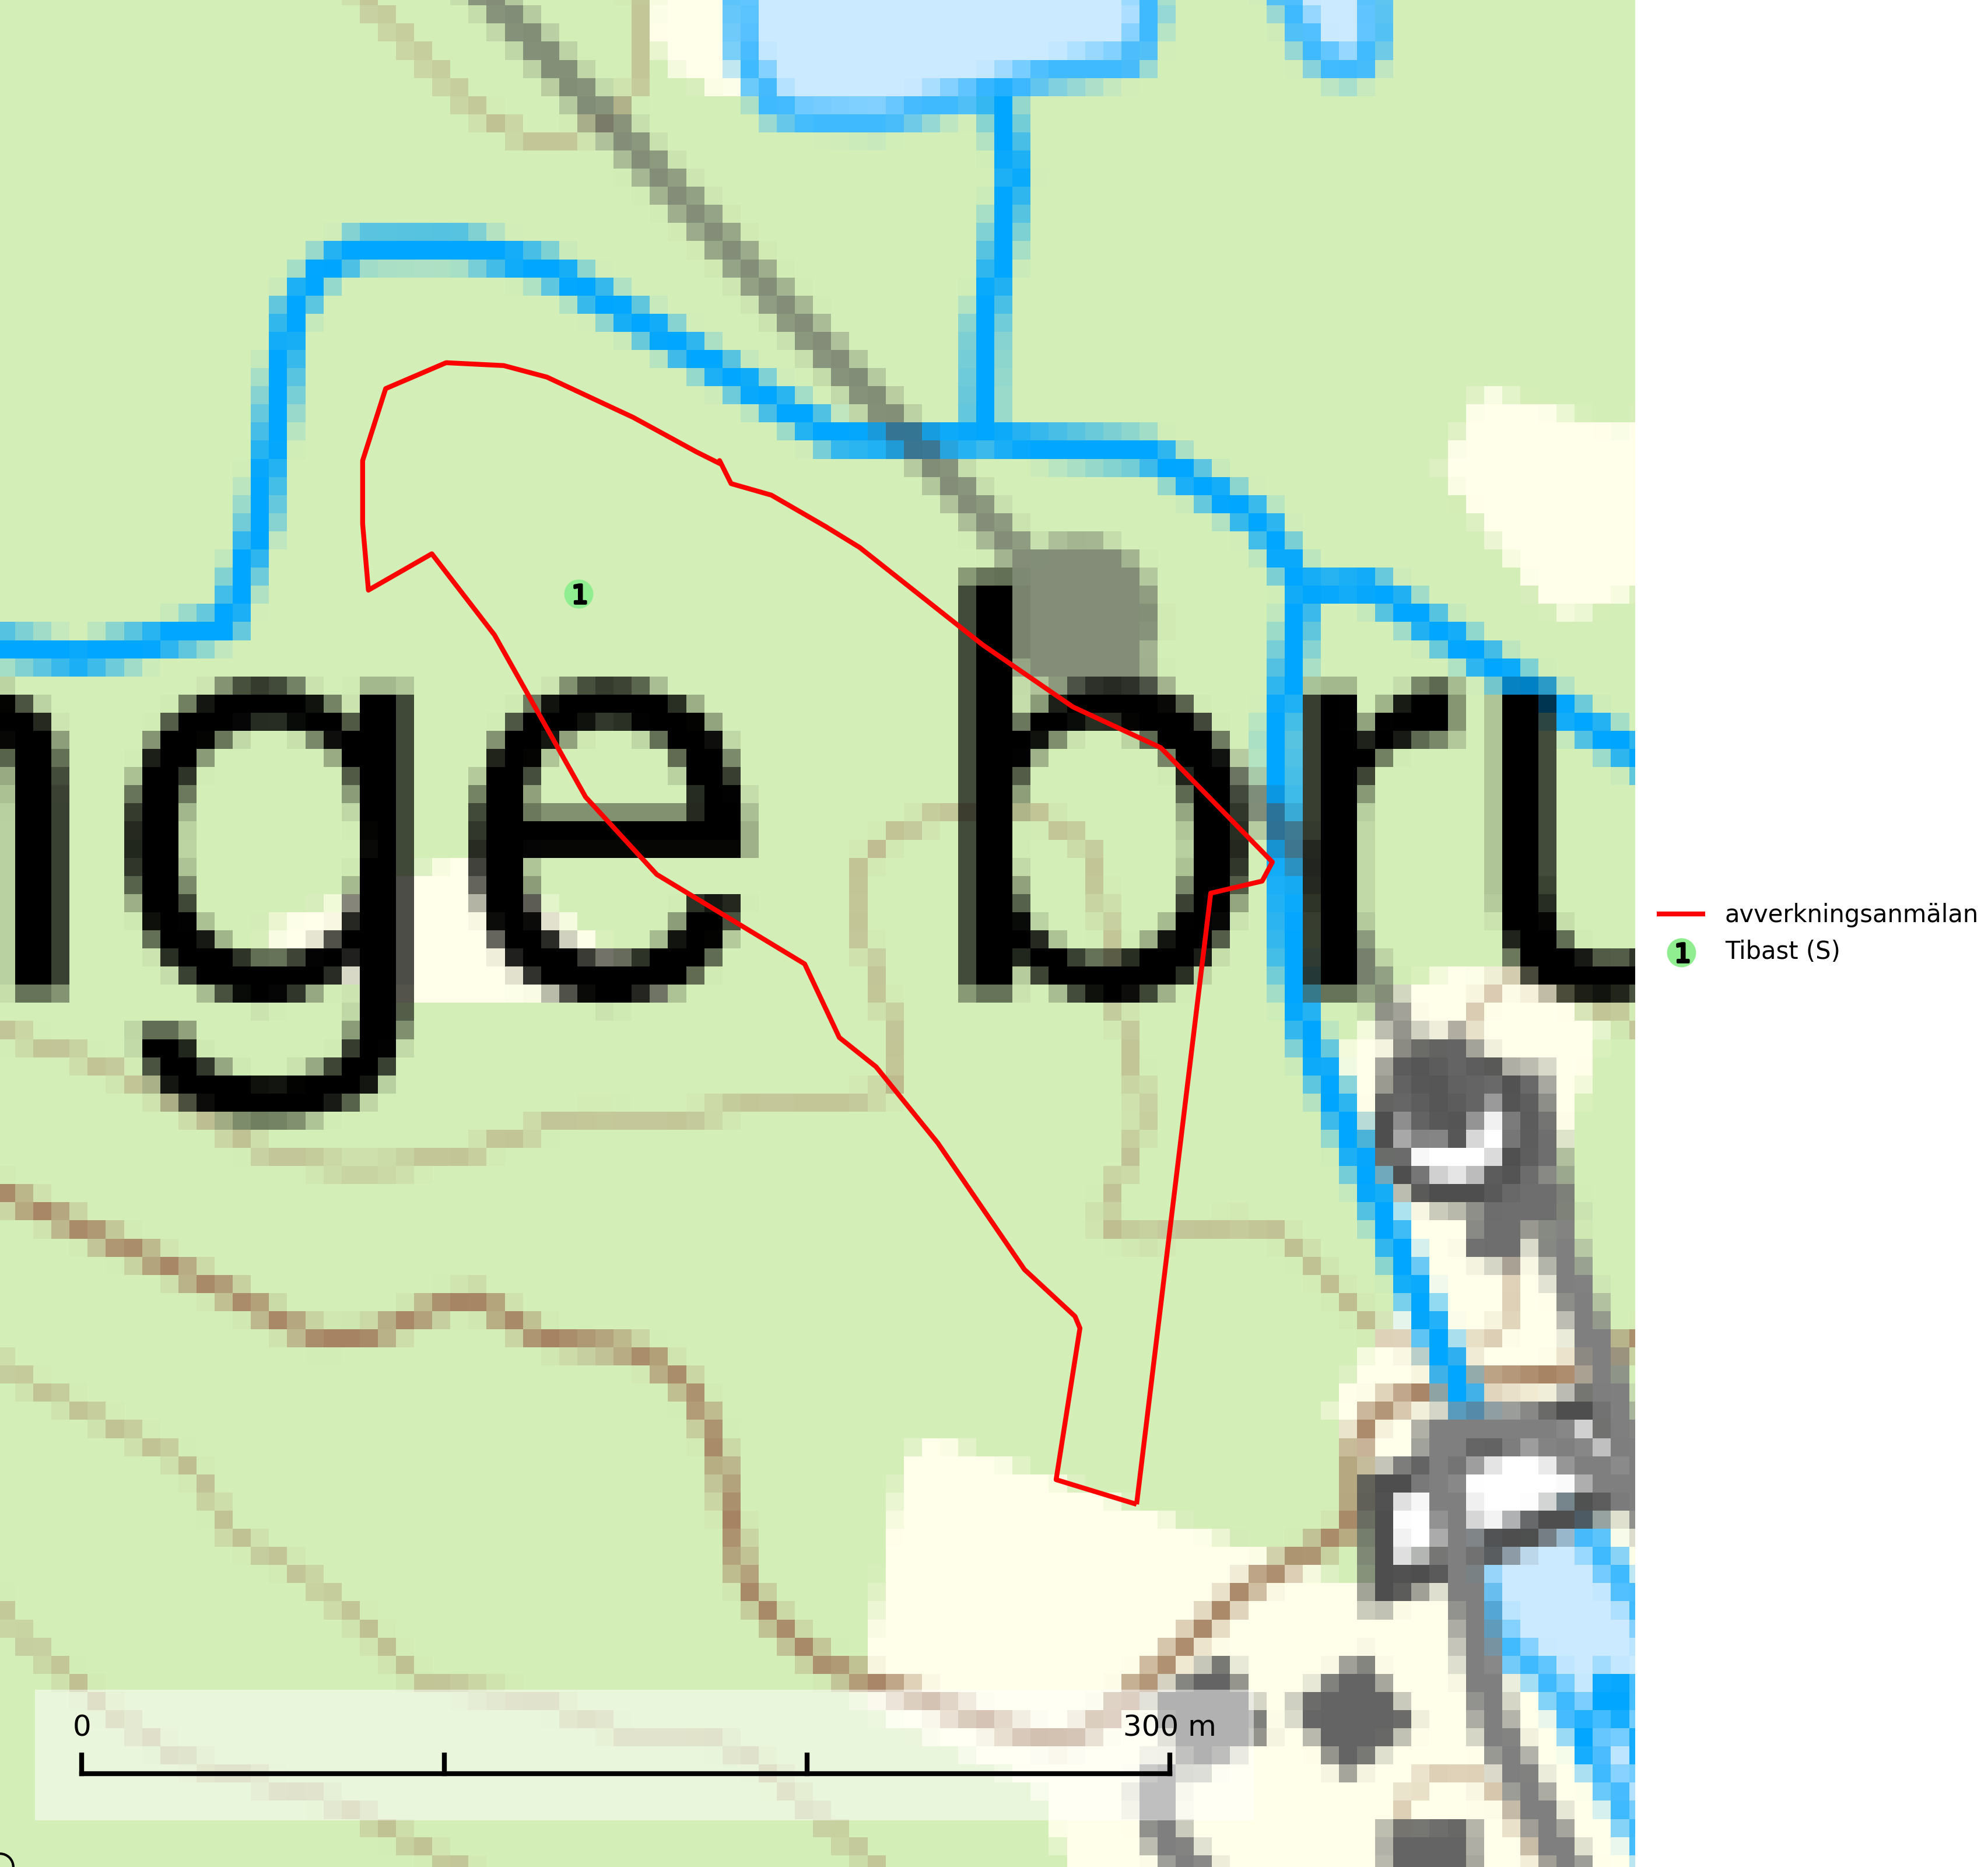 1
nge bru
avverkningsanmälan
1 Tibast (S)
0 300 m